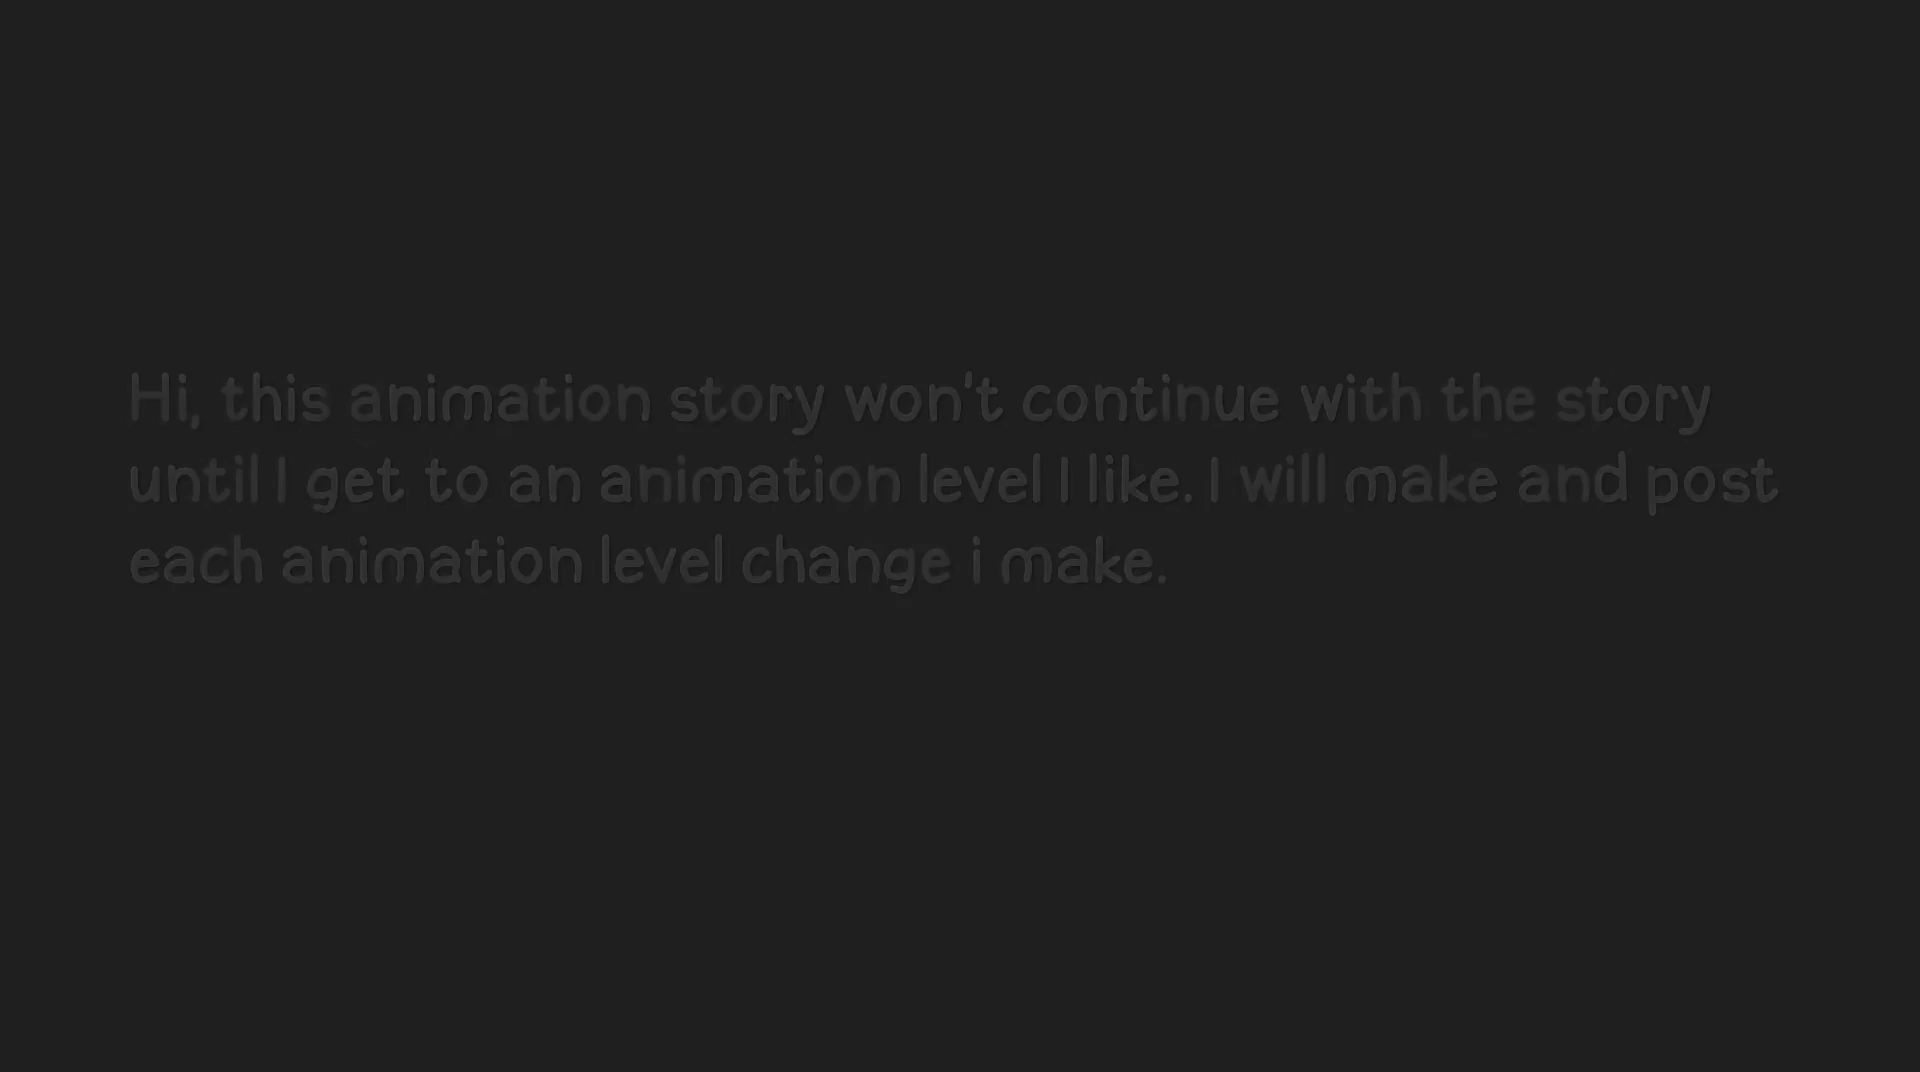 Hi, this animation story won't continue with the story
until I get to an animation level I like. I will make and post
each animation level change i make.